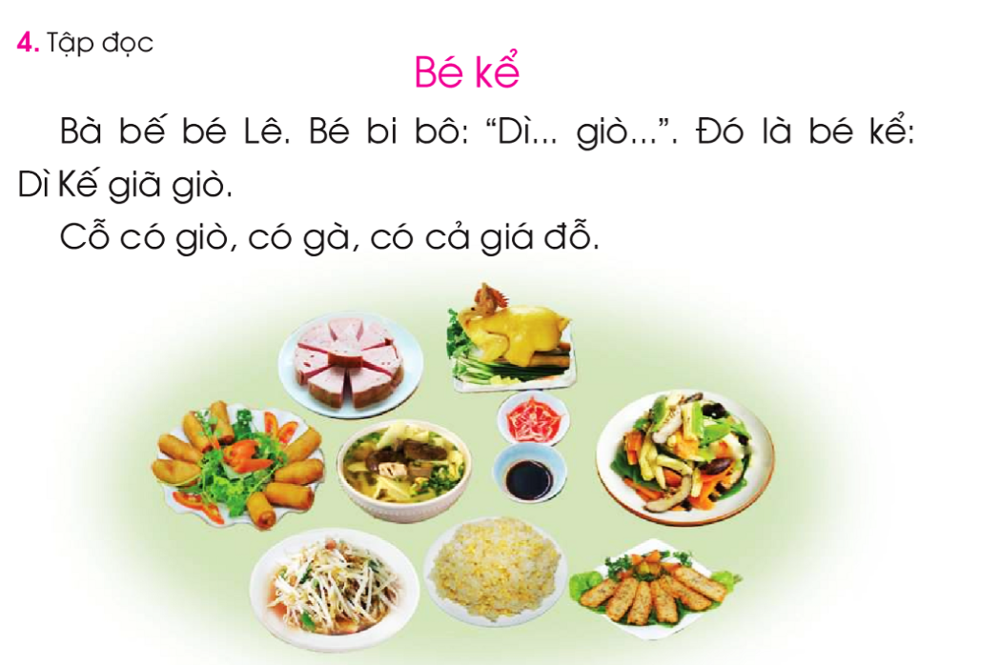 4. Tập đọc
Bé kể
Bà bế bé Lê. Bé bi bô: “Dì... giò...”. Đó là bé kể:
Dì Kế giã giò.
Cỗ có giò, có gà, có cả giá đỗ.